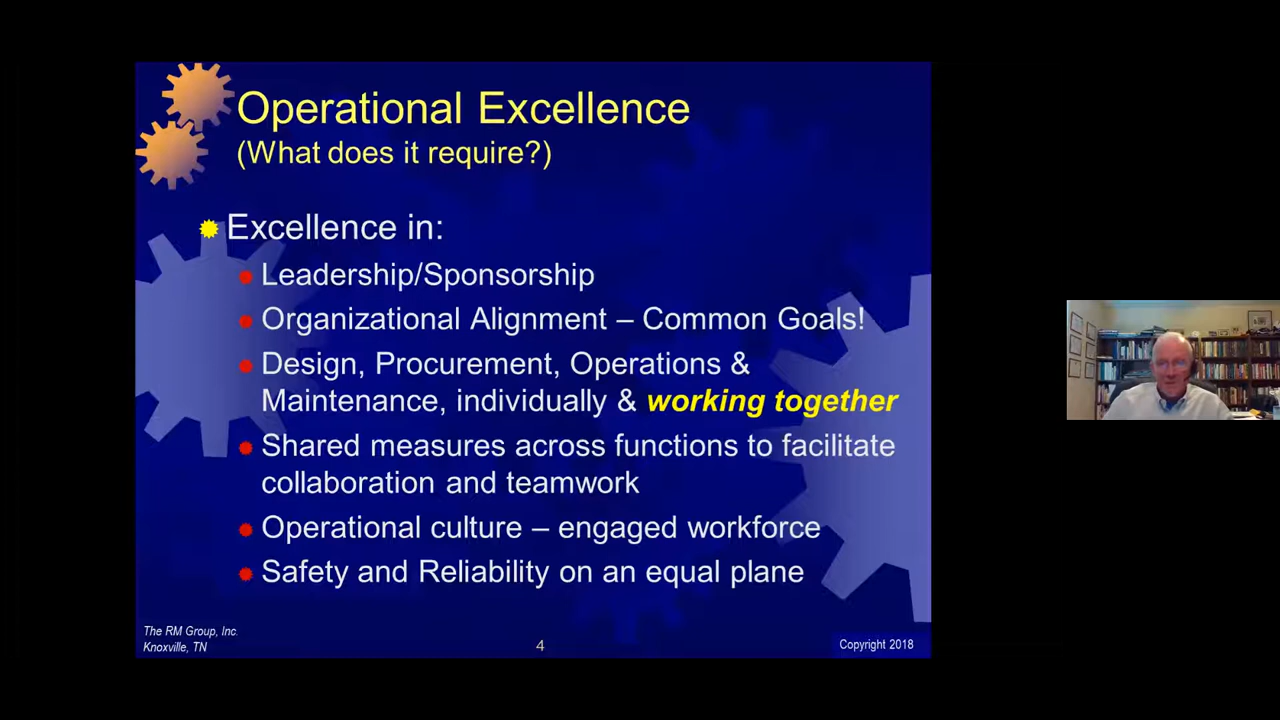 Operational Excellence
(What does it require?)
Excellence in:
Leadership/Sponsorship
Organizational Alignment – Common Goals!
Design, Procurement, Operations &
Maintenance, individually & working together
Shared measures across functions to facilitate
collaboration and teamwork
Operational culture – engaged workforce
Safety and Reliability on an equal plane
The RM Group, Inc.
Knoxville, TN
4
Copyright 2018